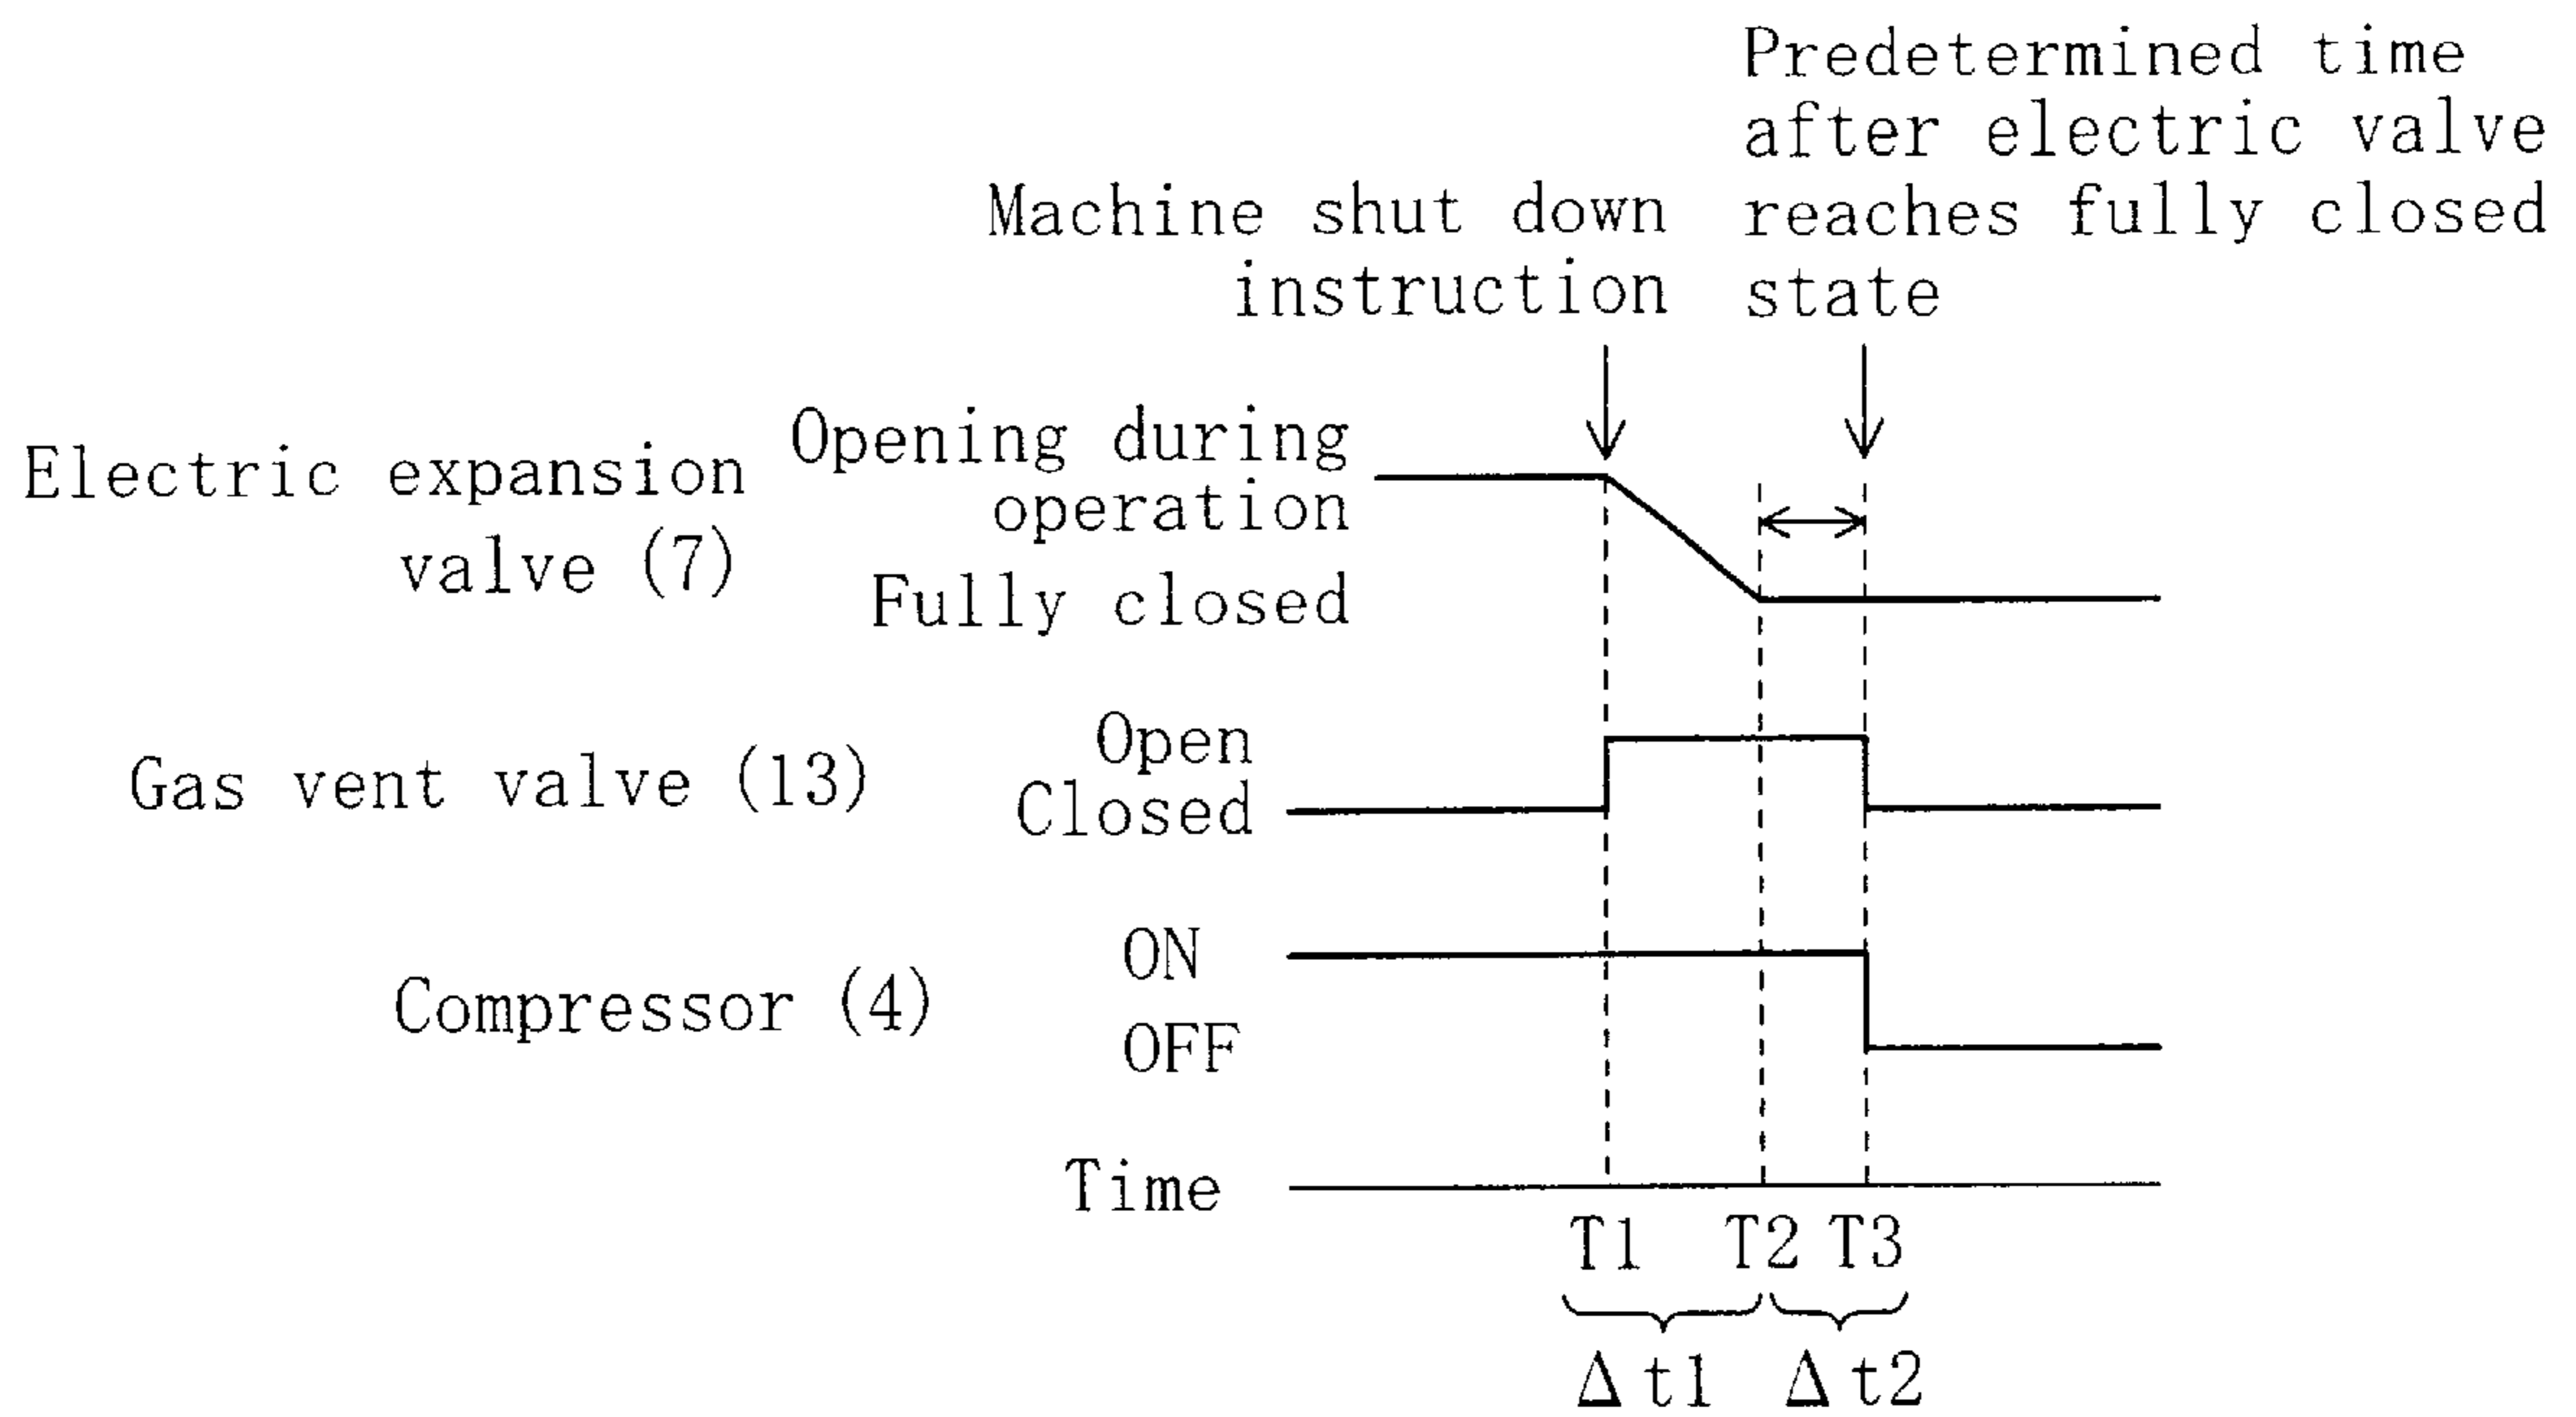 Predetermined time
after electric valve
reaches fully closed
state
Machine shut down
instruction
Electric expansion
valve (7)
Opening during
operation
Fully closed
Gas vent valve (13)
Open
Closed
Compressor (4)
ON
OFF
Time
T1 T2 T3
Δt1 Δt2